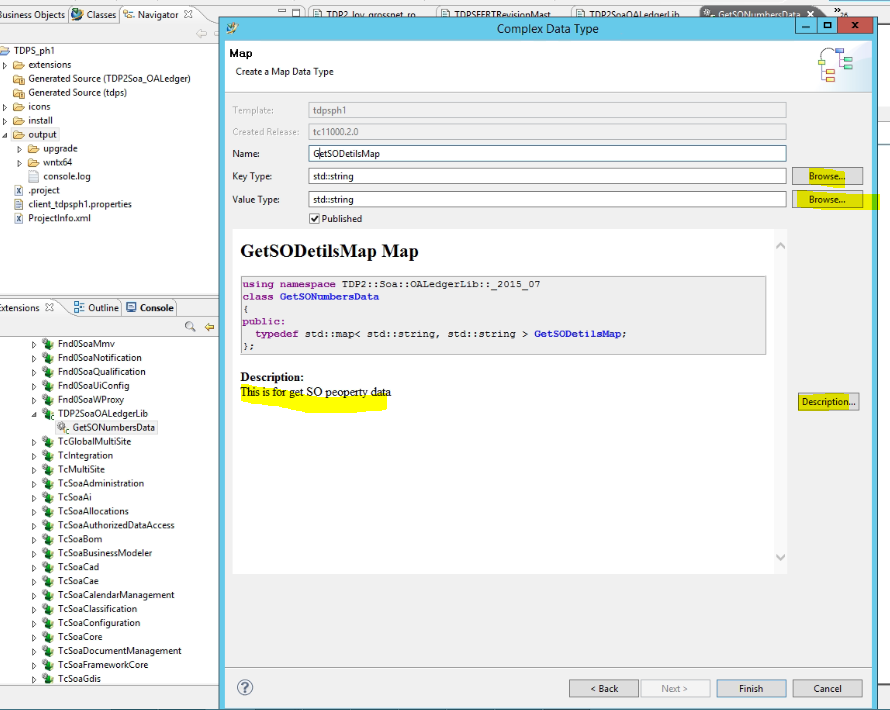 Business Objects
Classes
Navigator
TDP2SoaOALedgerLib
GetSONumbersData
Complex Data Type
TDPS_ph1
extensions
Generated Source (TDP2Soa_OALedger)
Generated Source (tdps)
icons
install
output
upgrade
wntx64
console.log
.project
client_tdpsph1.properties
ProjectInfo.xml
Extensions
Outline
Console
Fnd0SoaMmv
Fnd0SoaNotification
Fnd0SoaQualification
Fnd0SoaUiConfig
Fnd0SoaWProxy
TDP2SoaOALedgerLib
GetSONumbersData
TcGlobalMultiSite
TcIntegration
TcMultiSite
TcSoaAdministration
TcSoaAi
TcSoaAllocations
TcSoaAuthorizedDataAccess
TcSoaBom
TcSoaBusinessModeler
TcSoaCad
TcSoaCae
TcSoaCalendarManagement
TcSoaClassification
TcSoaConfiguration
TcSoaCore
TcSoaDocumentManagement
TcSoaFrameworkCore
TcSoaGdis
Map
Create a Map Data Type
Template: tdpsph1
Created Release: tc11000.2.0
Name: GetSODetilsMap
Key Type: std::string Browse...
Value Type: std::string Browse...
Published
GetSODetilsMap Map
using namespace TDP2::Soa::OALedgerLib::_2015_07
class GetSONumbersData
{
public:
typedef std::map< std::string, std::string > GetSODetilsMap;
};
Description:
This is for get SO peoperty data
Description...
< Back Next > Finish Cancel